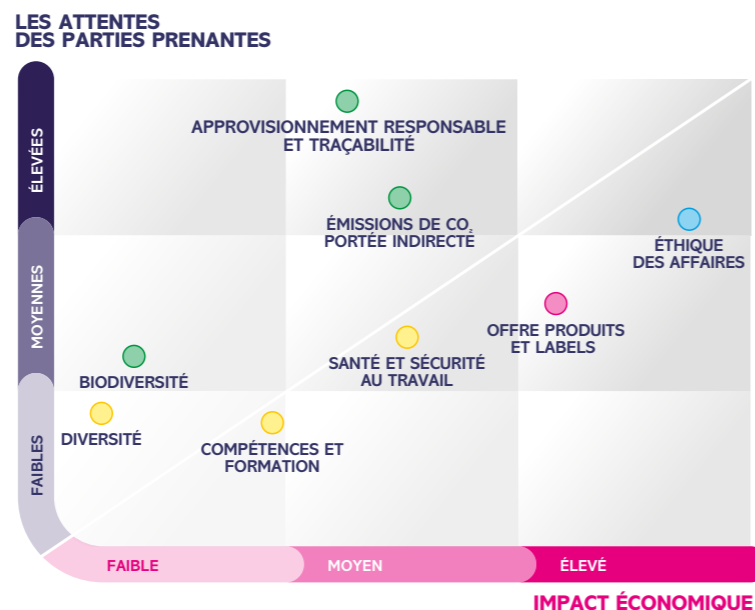 LES ATTENTES
DES PARTIES PRENANTES
ÉLEVÉES
MOYENNES
FAIBLES
APPROVISIONNEMENT RESPONSABLE
ET TRAÇABILITÉ
ÉMISSIONS DE CO₂
PORTÉE INDIRECTÉ
ÉTHIQUE
DES AFFAIRES
OFFRE PRODUITS
ET LABELS
SANTÉ ET SÉCURITÉ
AU TRAVAIL
BIODIVERSITÉ
DIVERSITÉ
COMPÉTENCES ET
FORMATION
FAIBLE
MOYEN
ÉLEVÉ
IMPACT ÉCONOMIQUE